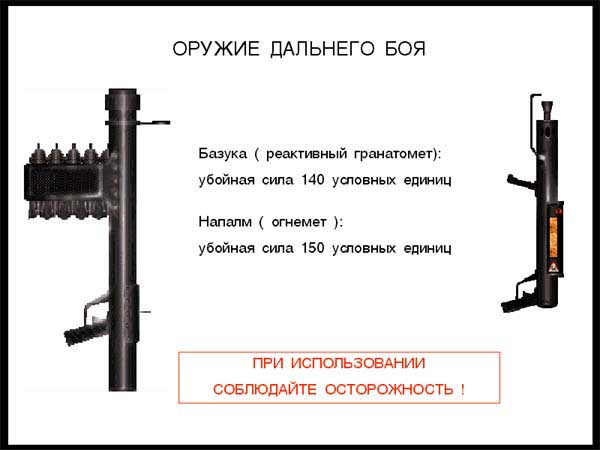 ОРУЖИЕ ДАЛЬНЕГО БОЯ
Базука ( реактивный гранатомет):
убойная сила 140 условных единиц
Напалм ( огнемет ):
убойная сила 150 условных единиц
ПРИ ИСПОЛЬЗОВАНИИ
СОБЛЮДАЙТЕ ОСТОРОЖНОСТЬ !